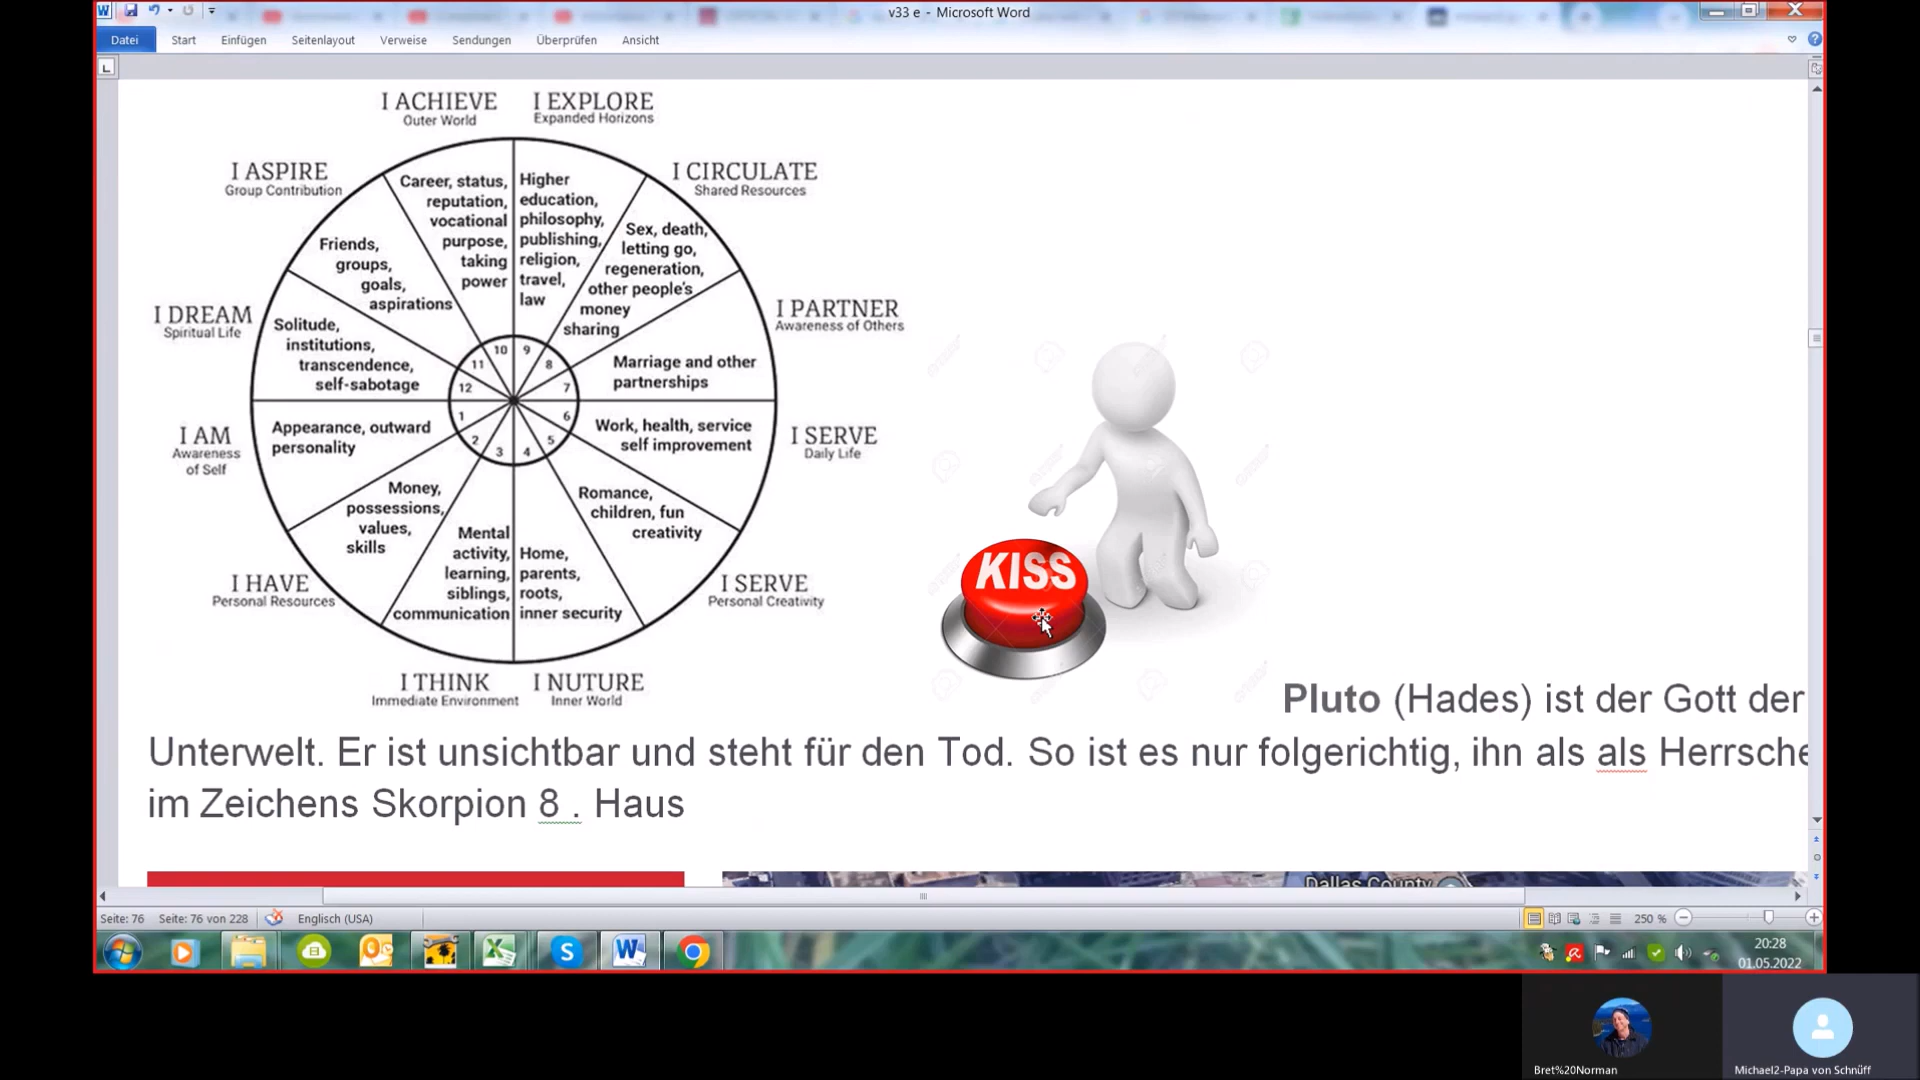 v33 e - Microsoft Word
Datei Start Einfügen Seitenlayout Verweise Sendungen Überprüfen Ansicht
I ACHIEVE
Outer World
I EXPLORE
Expanded Horizons
I ASPIRE
Group Contribution
I CIRCULATE
Shared Resources
Career, status,
reputation,
vocational
purpose,
taking
power
Higher
education,
philosophy,
publishing,
religion,
travel,
law
Sex, death,
letting go,
regeneration,
other people's
money
sharing
Friends,
groups,
goals,
aspirations
I DREAM
Spiritual Life
I PARTNER
Awareness of Others
Solitude,
institutions,
transcendence,
self-sabotage
Marriage and other
partnerships
10 9
11 8
12 7
1 6
2 5
3 4
I AM
Awareness
of Self
Appearance, outward
personality
Work, health, service
self improvement
I SERVE
Daily Life
Money,
possessions,
values,
skills
Romance,
children, fun
creativity
Mental
activity,
learning,
siblings,
communication
Home,
parents,
roots,
inner security
I HAVE
Personal Resources
I SERVE
Personal Creativity
I THINK
Immediate Environment
I NUTURE
Inner World
KISS
Pluto (Hades) ist der Gott der
Unterwelt. Er ist unsichtbar und steht für den Tod. So ist es nur folgerichtig, ihn als als Herrsche
im Zeichens Skorpion 8 . Haus
Dallas County
Seite: 76 Seite: 76 von 228 Englisch (USA) 250 %
20:28
01.05.2022
Bret%20Norman
Michael2-Papa von Schnüff